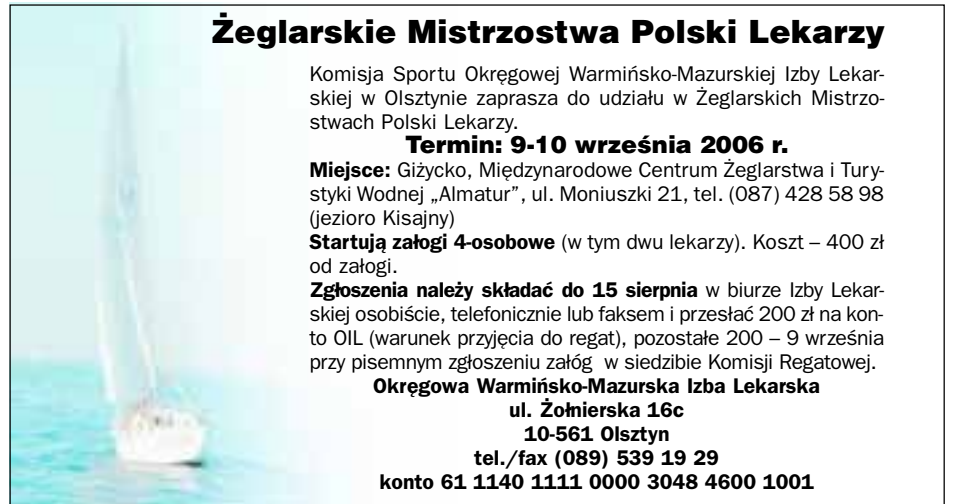 Żeglarskie Mistrzostwa Polski Lekarzy
Komisja Sportu Okręgowej Warmińsko-Mazurskiej Izby Lekar-
skiej w Olsztynie zaprasza do udziału w Żeglarskich Mistrzo-
stwach Polski Lekarzy.
Termin: 9-10 września 2006 r.
Miejsce: Giżycko, Międzynarodowe Centrum Żeglarstwa i Tury-
styki Wodnej „Almatur”, ul. Moniuszki 21, tel. (087) 428 58 98
(jezioro Kisajny)
Startują załogi 4-osobowe (w tym dwu lekarzy). Koszt – 400 zł
od załogi.
Zgłoszenia należy składać do 15 sierpnia w biurze Izby Lekar-
skiej osobiście, telefonicznie lub faksem i przesłać 200 zł na kon-
to OIL (warunek przyjęcia do regat), pozostałe 200 – 9 września
przy pisemnym zgłoszeniu załóg w siedzibie Komisji Regatowej.
Okręgowa Warmińsko-Mazurska Izba Lekarska
ul. Żołnierska 16c
10-561 Olsztyn
tel./fax (089) 539 19 29
konto 61 1140 1111 0000 3048 4600 1001